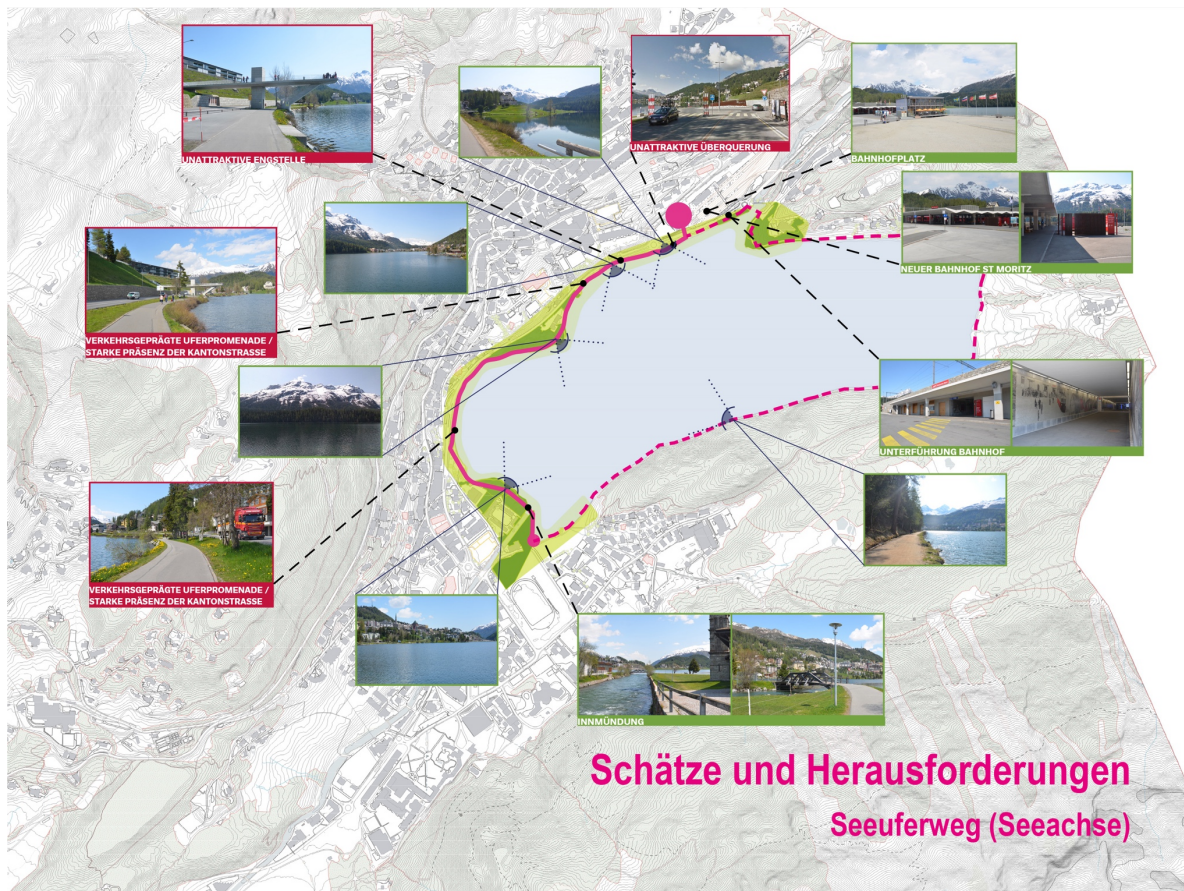 UNATTRAKTIVE ENGSTELLE
UNATTRAKTIVE ÜBERQUERUNG
BAHNHOFPLATZ
NEUER BAHNHOF ST MORITZ
VERKEHRSGEPRÄGTE UFERPROMENADE /
STARKE PRÄSENZ DER KANTONSTRASSE
UNTERFÜHRUNG BAHNHOF
VERKEHRSGEPRÄGTE UFERPROMENADE /
STARKE PRÄSENZ DER KANTONSTRASSE
INNMÜNDUNG
Schätze und Herausforderungen
Seeuferweg (Seeachse)